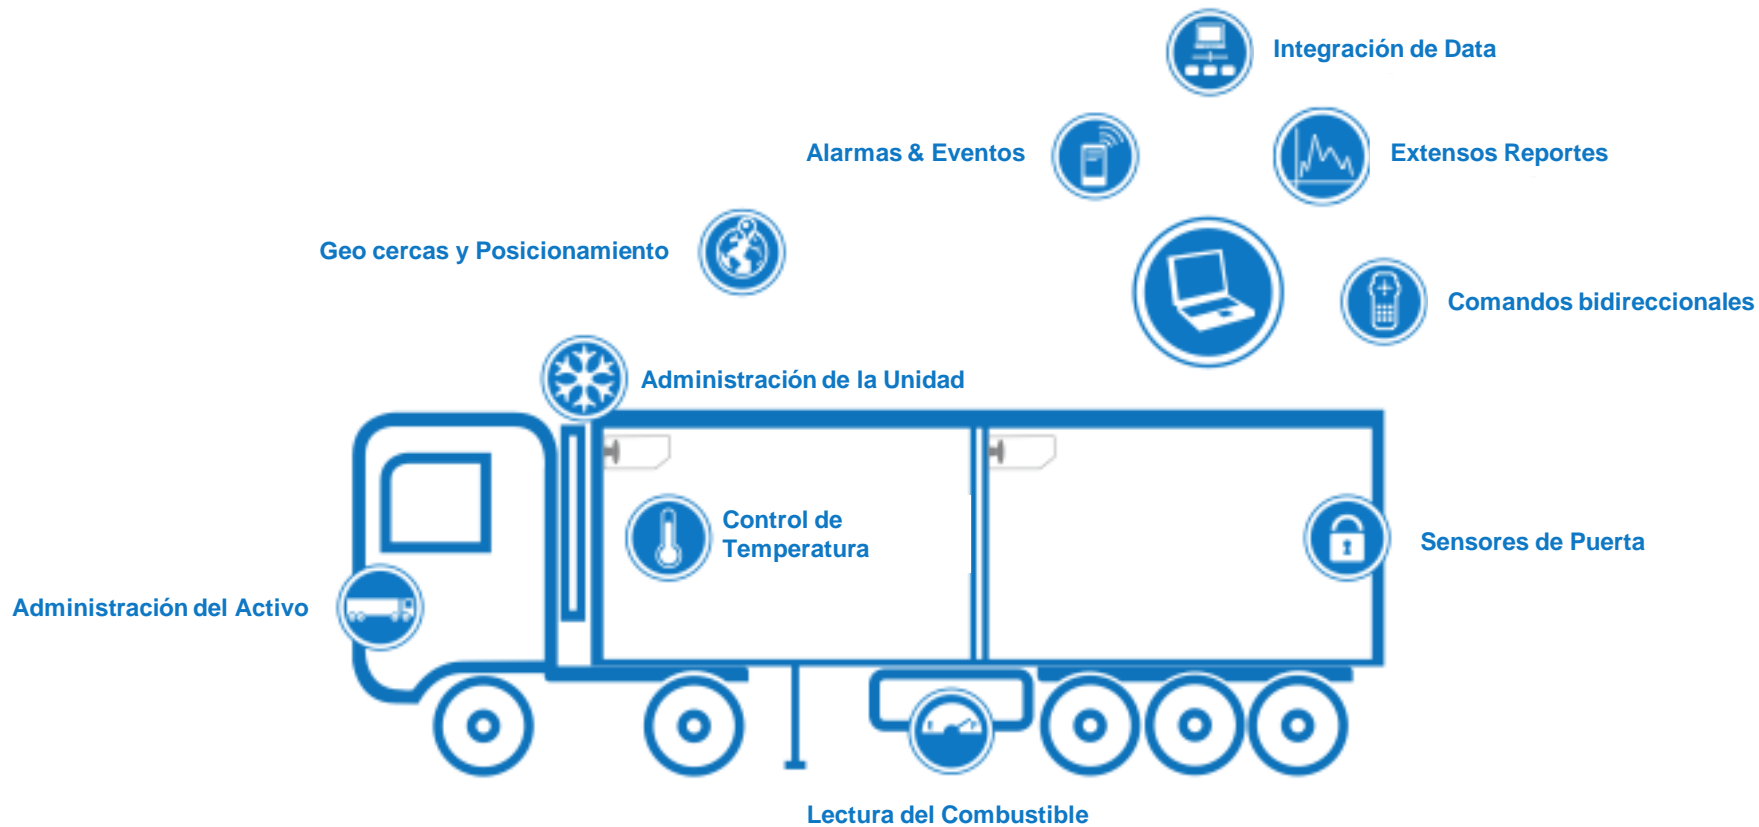 Integración de Data
Alarmas & Eventos
Extensos Reportes
Geo cercas y Posicionamiento
Comandos bidireccionales
Administración de la Unidad
Control de
Temperatura
Sensores de Puerta
Administración del Activo
E F
Lectura del Combustible